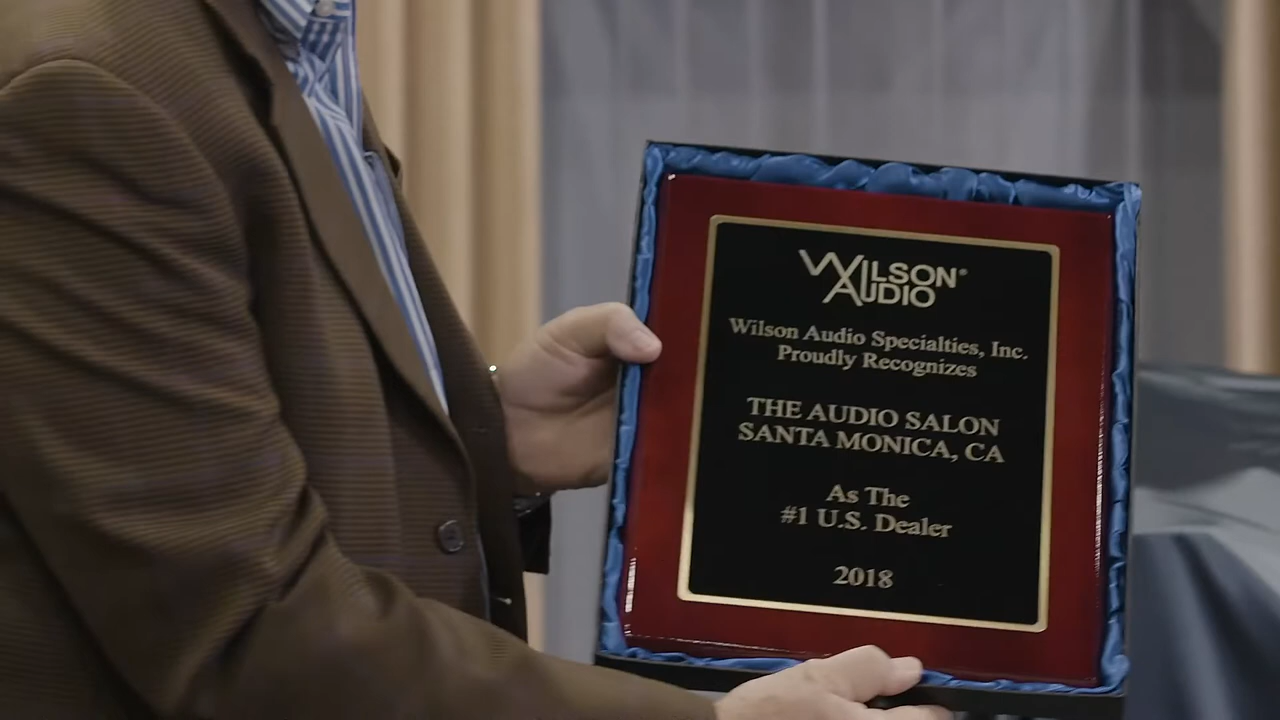 WILSON®
AUDIO
Wilson Audio Specialties, Inc.
Proudly Recognizes
THE AUDIO SALON
SANTA MONICA, CA
As The
#1 U.S. Dealer
2018